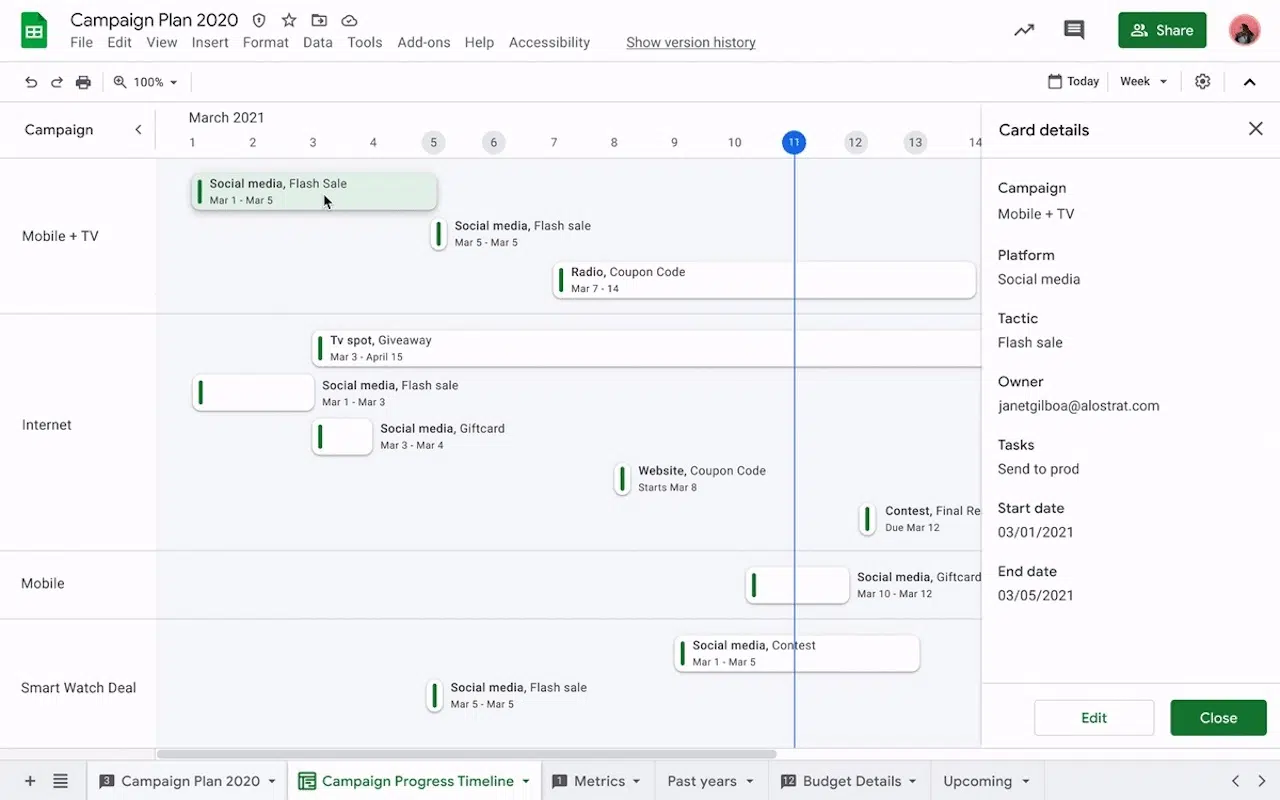 Campaign Plan 2020
File Edit View Insert Format Data Tools Add-ons Help Accessibility Show version history
Share
100% Today Week
Campaign
March 2021
1 2 3 4 5 6 7 8 9 10 11 12 13 14
Mobile + TV
Social media, Flash Sale
Mar 1 - Mar 5
Social media, Flash sale
Mar 5 - Mar 5
Radio, Coupon Code
Mar 7 - 14
Internet
Tv spot, Giveaway
Mar 3 - April 15
Social media, Flash sale
Mar 1 - Mar 3
Social media, Giftcard
Mar 3 - Mar 4
Website, Coupon Code
Starts Mar 8
Contest, Final Re
Due Mar 12
Mobile
Social media, Giftcard
Mar 10 - Mar 12
Smart Watch Deal
Social media, Contest
Mar 1 - Mar 5
Social media, Flash sale
Mar 5 - Mar 5
Card details
Campaign
Mobile + TV
Platform
Social media
Tactic
Flash sale
Owner
janetgilboa@alostrat.com
Tasks
Send to prod
Start date
03/01/2021
End date
03/05/2021
Edit Close
3 Campaign Plan 2020 Campaign Progress Timeline 1 Metrics Past years 12 Budget Details Upcoming